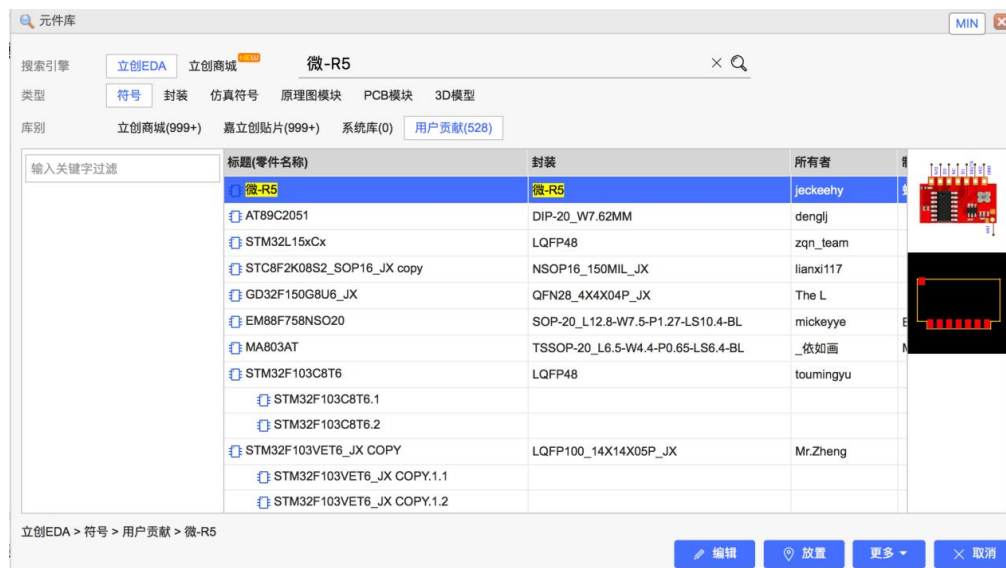 元件库 MIN
搜索引擎 立创EDA 立创商城 NEW 微-R5
类型 符号 封装 仿真符号 原理图模块 PCB模块 3D模型
库别 立创商城(999+) 嘉立创贴片(999+) 系统库(0) 用户贡献(528)
输入关键字过滤
标题(零件名称) 封装 所有者
微-R5 微-R5 jeckeehy
AT89C2051 DIP-20_W7.62MM denglj
STM32L15xCx LQFP48 zqn_team
STC8F2K08S2_SOP16_JX copy NSOP16_150MIL_JX lianxi117
GD32F150G8U6_JX QFN28_4X4X04P_JX The L
EM88F758NSO20 SOP-20_L12.8-W7.5-P1.27-LS10.4-BL mickeyye
MA803AT TSSOP-20_L6.5-W4.4-P0.65-LS6.4-BL _依如画
STM32F103C8T6 LQFP48 toumingyu
STM32F103C8T6.1
STM32F103C8T6.2
STM32F103VET6_JX COPY LQFP100_14X14X05P_JX Mr.Zheng
STM32F103VET6_JX COPY.1.1
STM32F103VET6_JX COPY.1.2
立创EDA > 符号 > 用户贡献 > 微-R5
编辑 放置 更多 取消